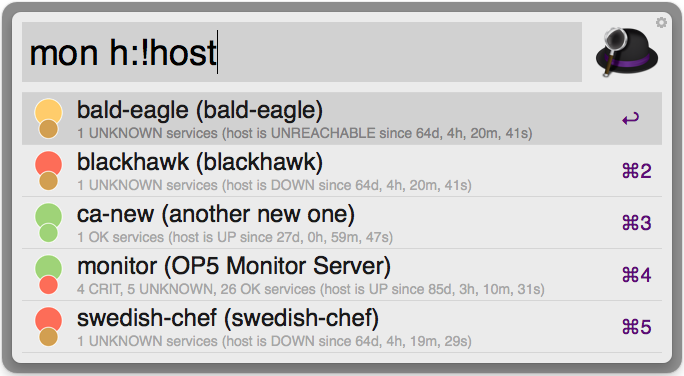 mon h:!host
bald-eagle (bald-eagle)
1 UNKNOWN services (host is UNREACHABLE since 64d, 4h, 20m, 41s)
↩
blackhawk (blackhawk)
1 UNKNOWN services (host is DOWN since 64d, 4h, 20m, 41s)
⌘2
ca-new (another new one)
1 OK services (host is UP since 27d, 0h, 59m, 47s)
⌘3
monitor (OP5 Monitor Server)
4 CRIT, 5 UNKNOWN, 26 OK services (host is UP since 85d, 3h, 10m, 31s)
⌘4
swedish-chef (swedish-chef)
1 UNKNOWN services (host is DOWN since 64d, 4h, 19m, 29s)
⌘5